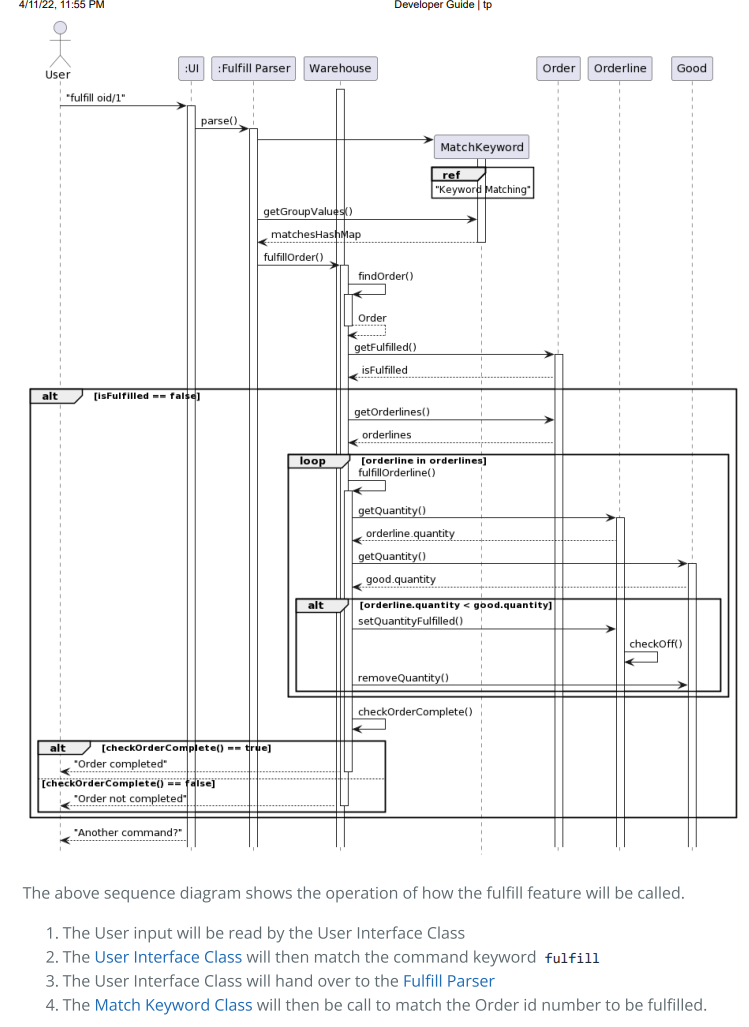 4/11/22, 11:55 PM
Developer Guide | tp
User
:UI
:Fulfill Parser
Warehouse
Order
Orderline
Good
"fulfill oid/1"
parse()
MatchKeyword
ref
"Keyword Matching"
getGroupValues()
matchesHashMap
fulfillOrder()
findOrder()
Order
getFulfilled()
isFulfilled
alt
[isFulfilled == false]
getOrderlines()
orderlines
loop
[orderline in orderlines]
fulfillOrderline()
getQuantity()
orderline.quantity
getQuantity()
good.quantity
alt
[orderline.quantity < good.quantity]
setQuantityFulfilled()
checkOff()
removeQuantity()
checkOrderComplete()
alt
[checkOrderComplete() == true]
"Order completed"
[checkOrderComplete() == false]
"Order not completed"
"Another command?"
The above sequence diagram shows the operation of how the fulfill feature will be called.
1. The User input will be read by the User Interface Class
2. The User Interface Class will then match the command keyword fulfill
3. The User Interface Class will hand over to the Fulfill Parser
4. The Match Keyword Class will then be call to match the Order id number to be fulfilled.